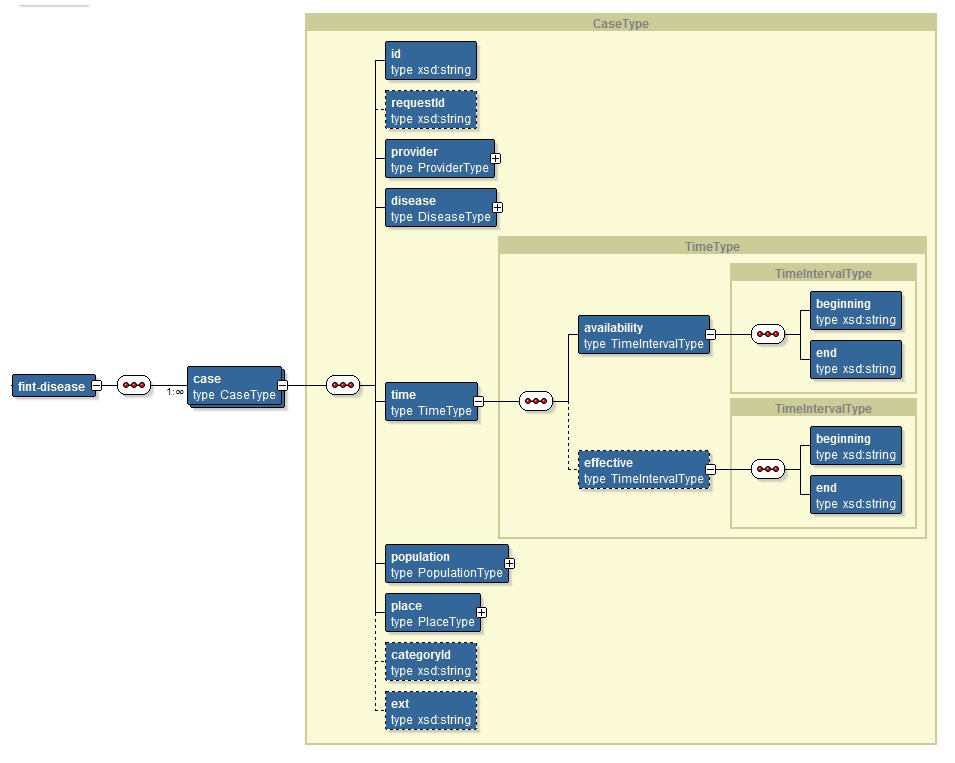 CaseType
id
type xsd:string
requestId
type xsd:string
provider
type ProviderType
disease
type DiseaseType
TimeType
TimeIntervalType
beginning
type xsd:string
availability
type TimeIntervalType
end
type xsd:string
fint-disease
1:∞
case
type CaseType
time
type TimeType
TimeIntervalType
beginning
type xsd:string
effective
type TimeIntervalType
end
type xsd:string
population
type PopulationType
place
type PlaceType
categoryId
type xsd:string
ext
type xsd:string